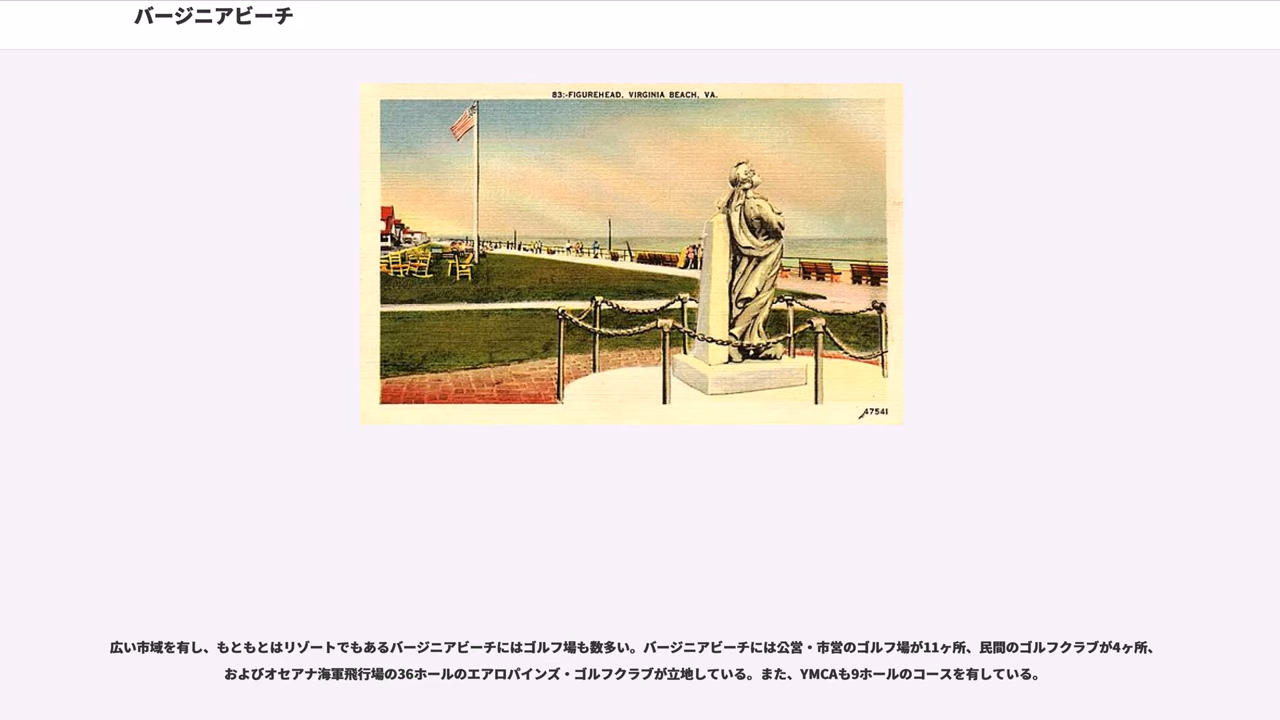 バージニアビーチ
83:-FIGUREHEAD, VIRGINIA BEACH, VA.
47541
広い市域を有し、もともとはリゾートでもあるバージニアビーチにはゴルフ場も数多い。バージニアビーチには公営・市営のゴルフ場が11ヶ所、民間のゴルフクラブが4ヶ所、
およびオセアナ海軍飛行場の36ホールのエアロパインズ・ゴルフクラブが立地している。また、YMCAも9ホールのコースを有している。